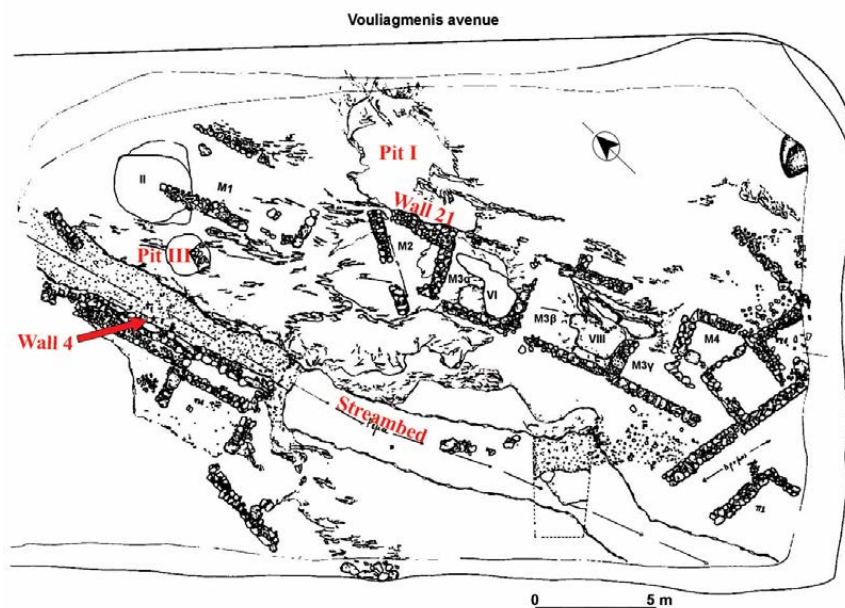 Vouliagmenis avenue
Pit I
II
M1
Wall 21
M2
Pit III
M3α
VI
M3β
Wall 4
VIII
M3γ
M4
Streambed
0 5 m